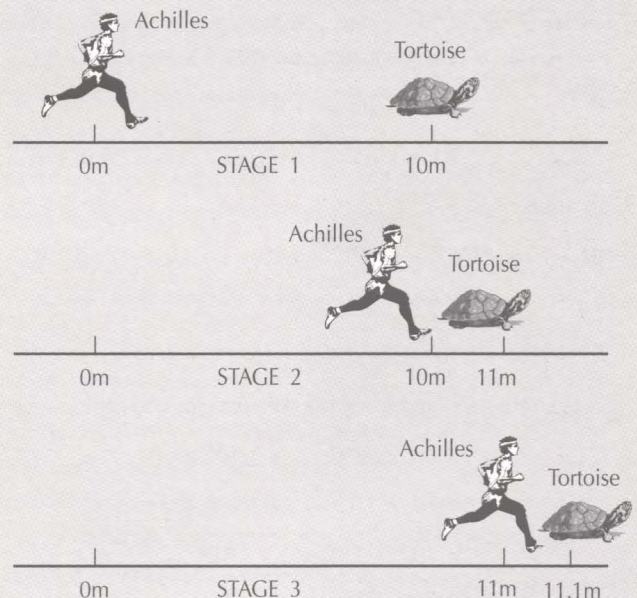 Achilles
Tortoise
0m STAGE 1 10m
Achilles
Tortoise
0m STAGE 2 10m 11m
Achilles
Tortoise
0m STAGE 3 11m 11.1m